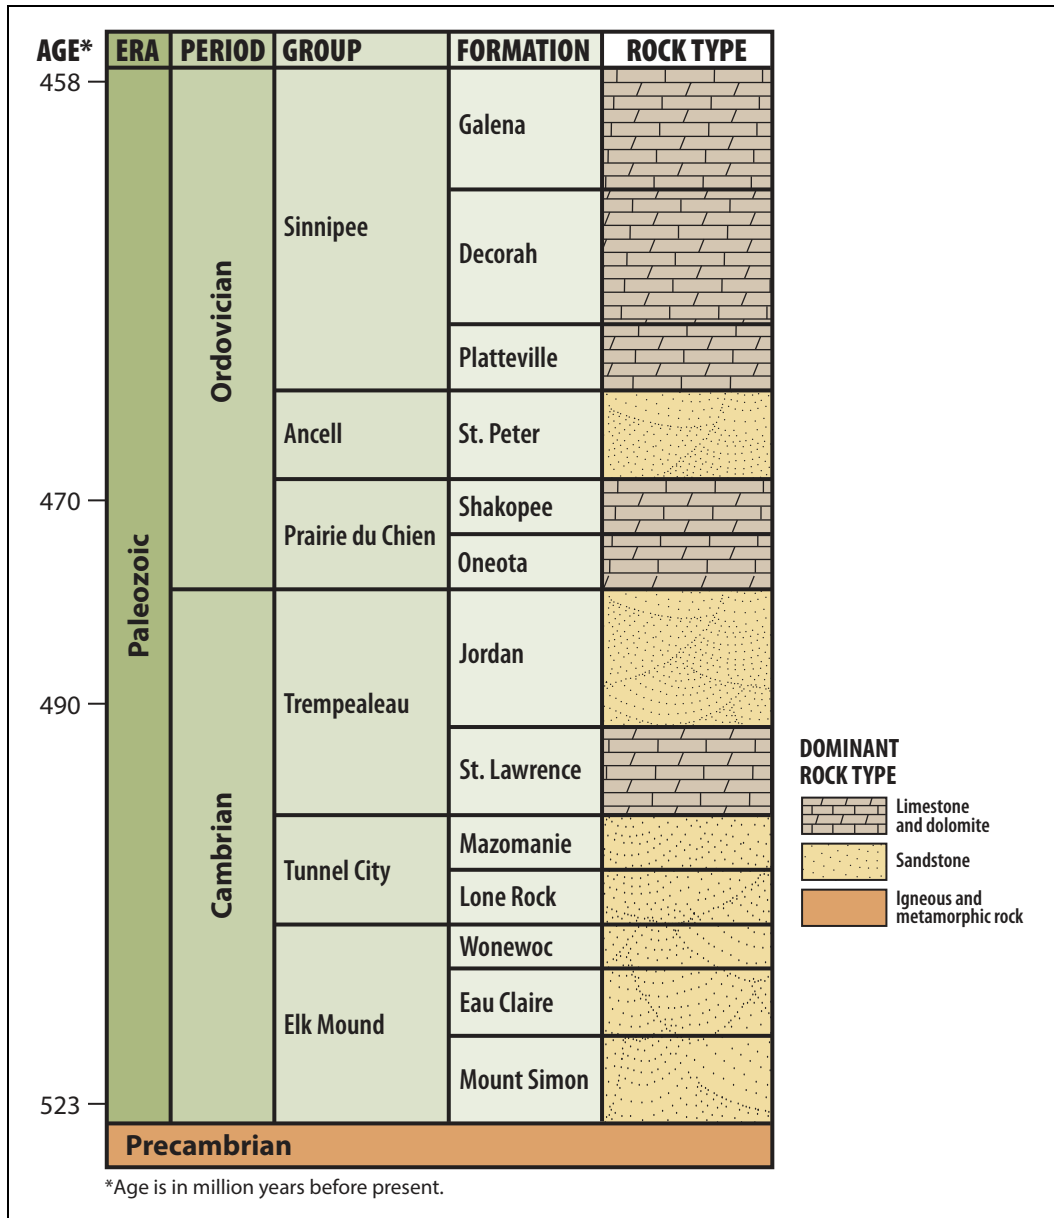 AGE* ERA PERIOD GROUP FORMATION ROCK TYPE
458
Galena
Sinnipee
Decorah
Ordovician
Platteville
Ancell
St. Peter
470
Shakopee
Prairie du Chien
Oneota
Paleozoic
Jordan
490
Trempealeau
St. Lawrence
Cambrian
Mazomanie
Tunnel City
Lone Rock
Wonewoc
Eau Claire
Elk Mound
Mount Simon
523
Precambrian
*Age is in million years before present.
DOMINANT
ROCK TYPE
Limestone
and dolomite
Sandstone
Igneous and
metamorphic rock